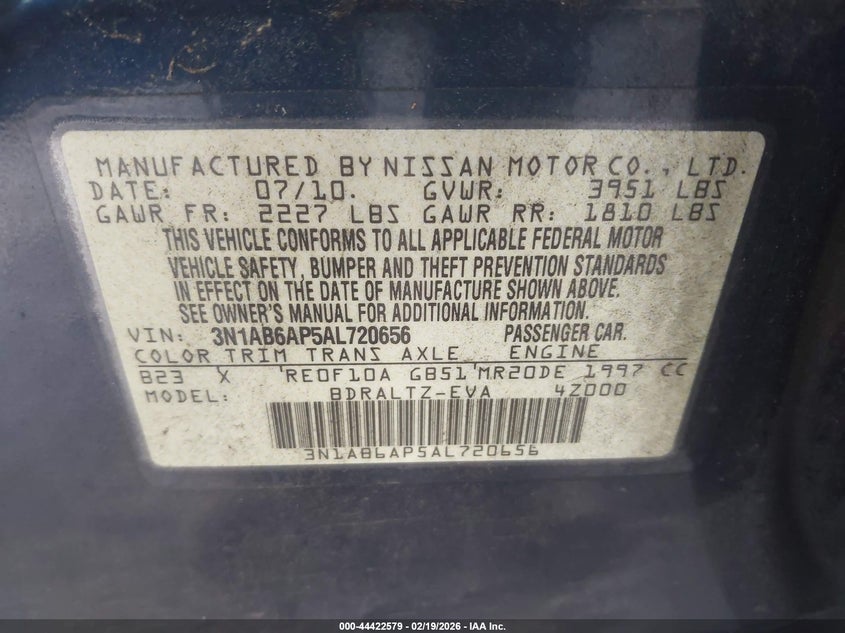 MANUFACTURED BY NISSAN MOTOR CO., LTD.
DATE: 07/10. GVWR: 3951 LBS
GAWR FR: 2227 LBS GAWR RR: 1810 LBS
THIS VEHICLE CONFORMS TO ALL APPLICABLE FEDERAL MOTOR
VEHICLE SAFETY, BUMPER AND THEFT PREVENTION STANDARDS
IN EFFECT ON THE DATE OF MANUFACTURE SHOWN ABOVE.
SEE OWNER'S MANUAL FOR ADDITIONAL INFORMATION.
VIN: 3N1AB6AP5AL720656 PASSENGER CAR.
COLOR TRIM TRANS AXLE ENGINE
B23 X RE0F10A GB51 MR20DE 1997 CC
MODEL: BDRALTZ-EVA 4Z000
3N1AB6AP5AL720656
000-44422579 - 02/19/2026 - IAA Inc.